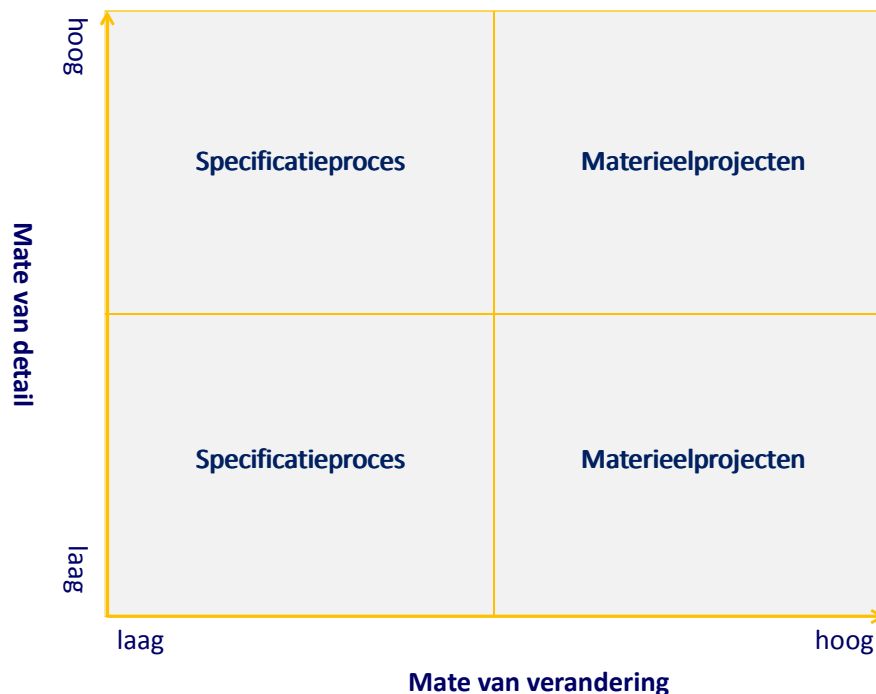 hoog
Specificatieproces
Materieelprojecten
Mate van detail
Specificatieproces
Materieelprojecten
laag
laag
hoog
Mate van verandering